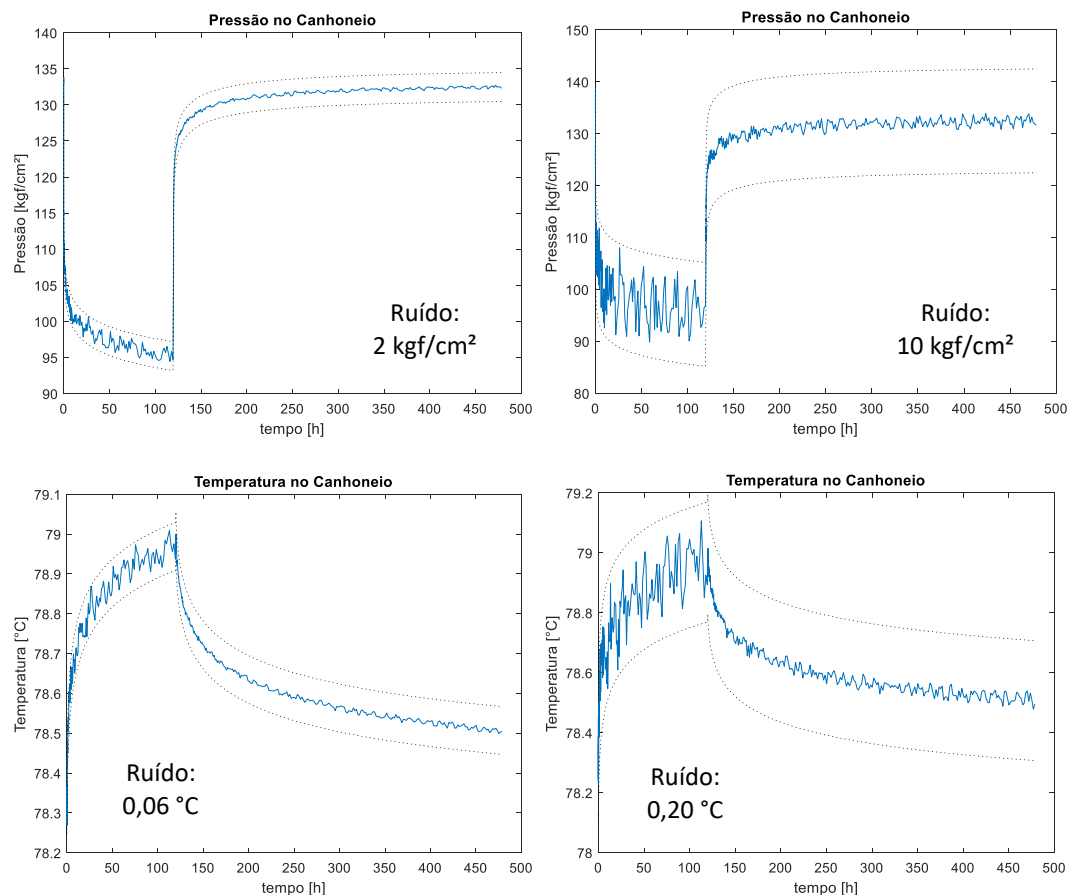 Pressão no Canhoneio
140
135
130
125
120
115
110
105
100
95
90
Pressão [kgf/cm²]
Ruído:
2 kgf/cm²
0 50 100 150 200 250 300 350 400 450 500
tempo [h]
Pressão no Canhoneio
150
140
130
120
110
100
90
80
Pressão [kgf/cm²]
Ruído:
10 kgf/cm²
0 50 100 150 200 250 300 350 400 450 500
tempo [h]
Temperatura no Canhoneio
79.1
79
78.9
78.8
78.7
78.6
78.5
78.4
78.3
78.2
Temperatura [°C]
Ruído:
0,06 °C
0 50 100 150 200 250 300 350 400 450 500
tempo [h]
Temperatura no Canhoneio
79.2
79
78.8
78.6
78.4
78.2
78
Temperatura [°C]
Ruído:
0,20 °C
0 50 100 150 200 250 300 350 400 450 500
tempo [h]